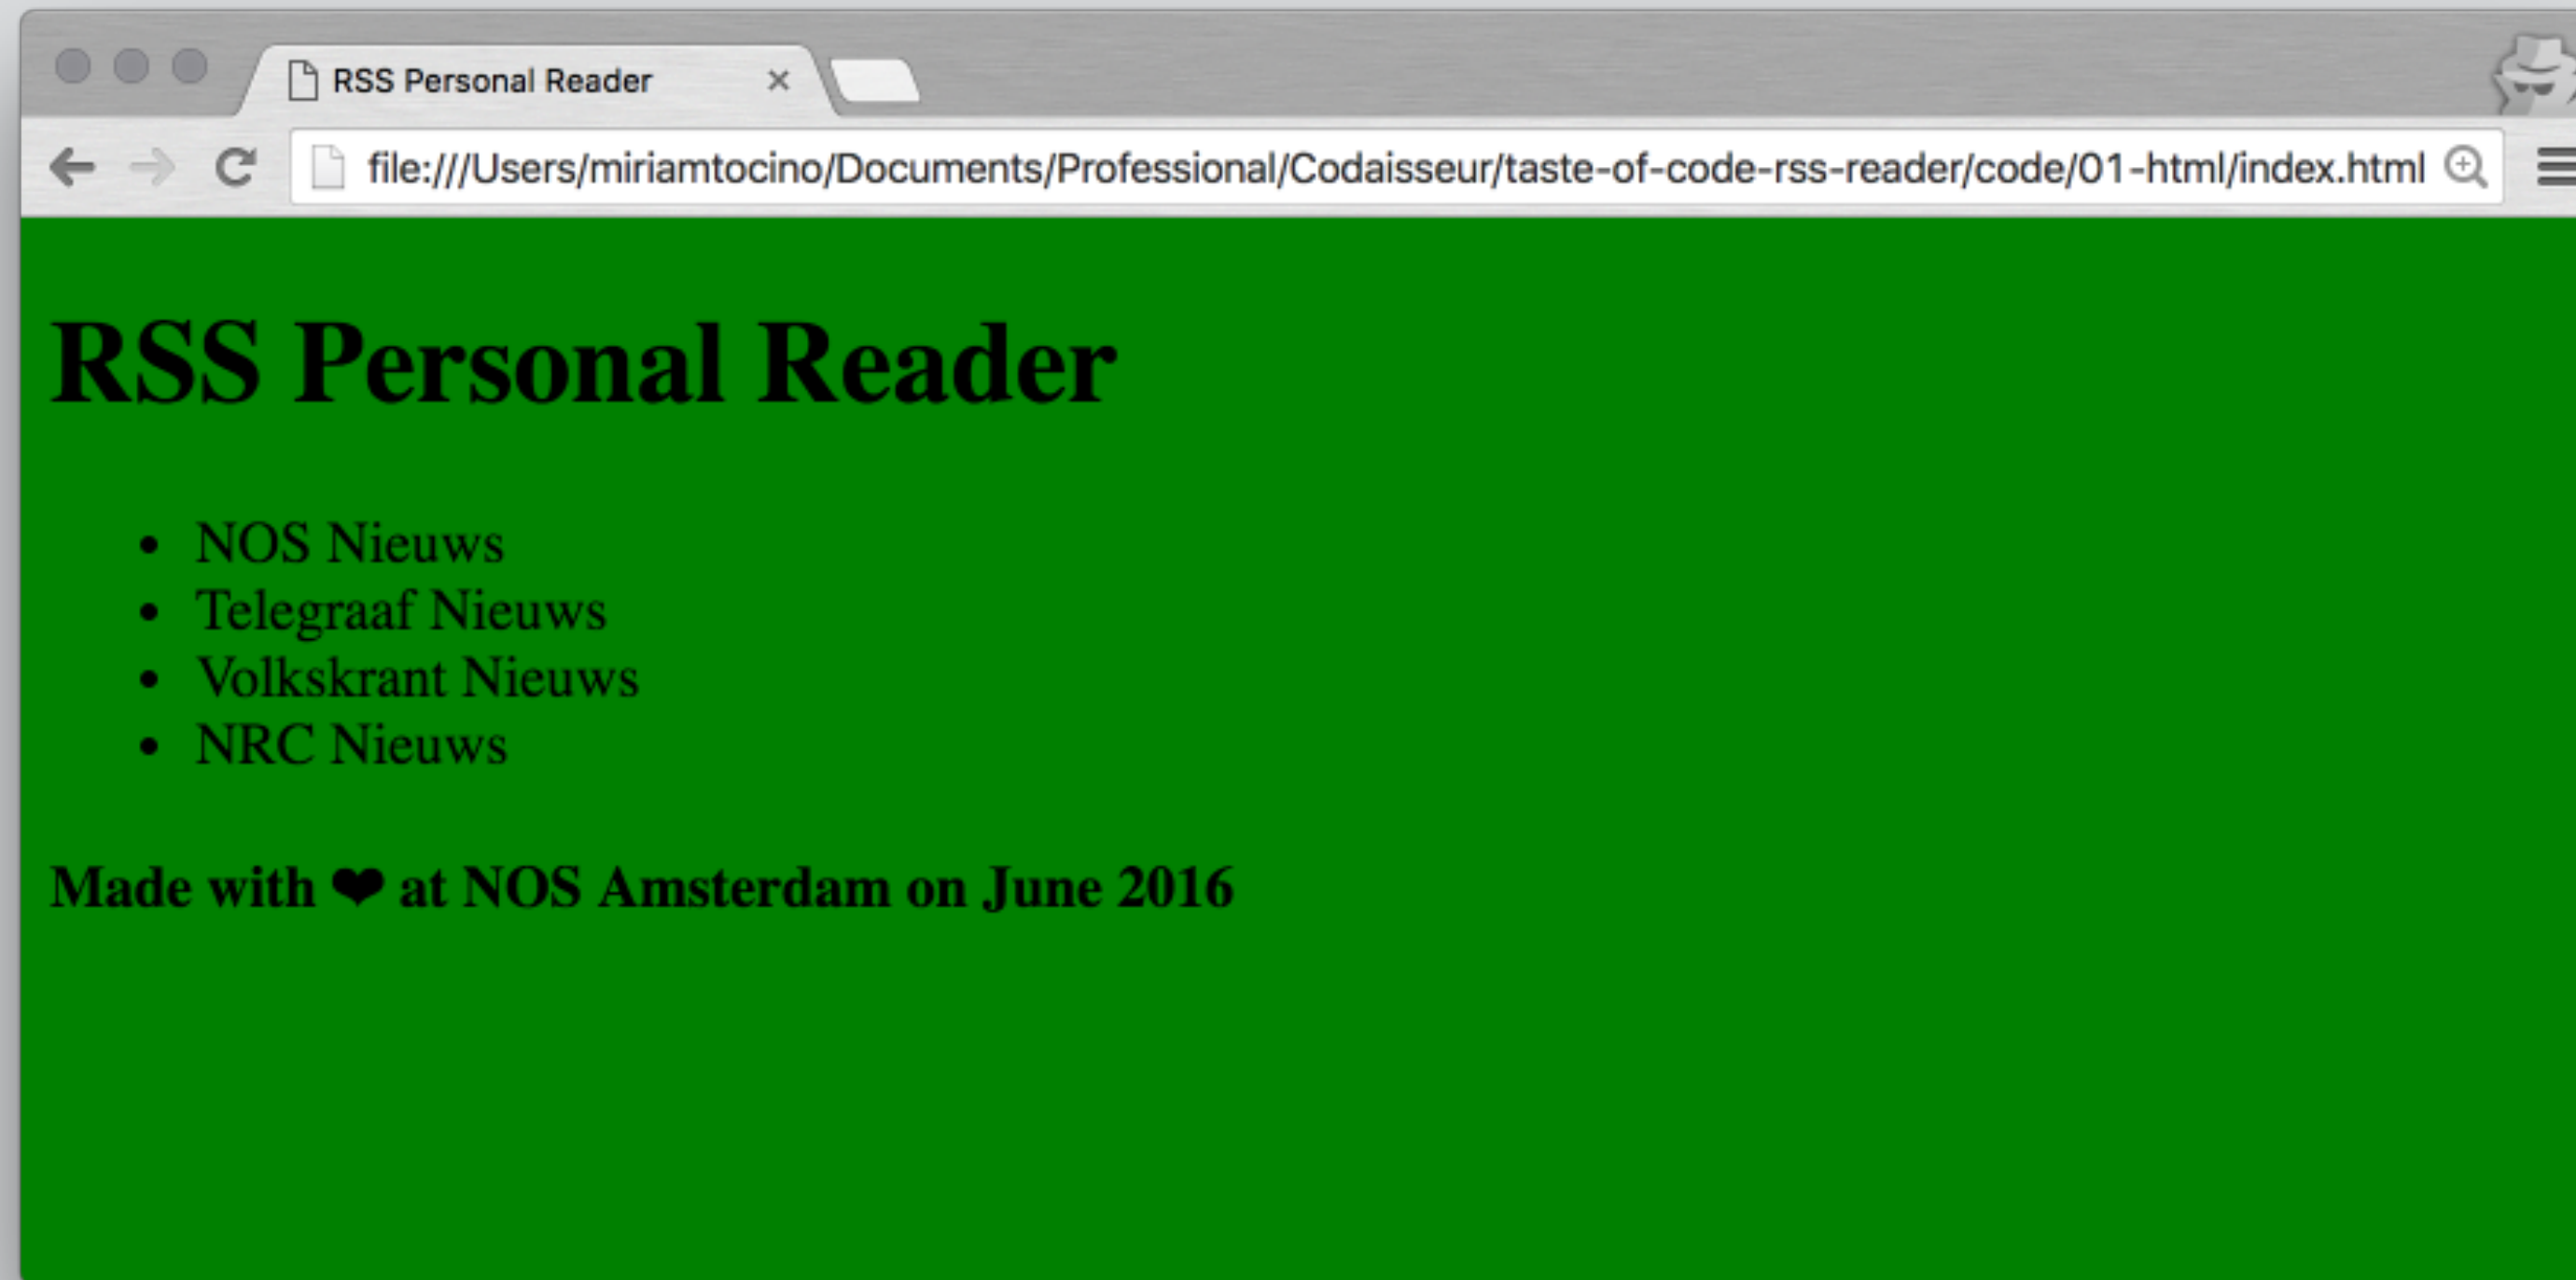 RSS Personal Reader
file:///Users/miriamtocino/Documents/Professional/Codaisseur/taste-of-code-rss-reader/code/01-html/index.html
RSS Personal Reader
• NOS Nieuws
• Telegraaf Nieuws
• Volkskrant Nieuws
• NRC Nieuws
Made with ❤ at NOS Amsterdam on June 2016